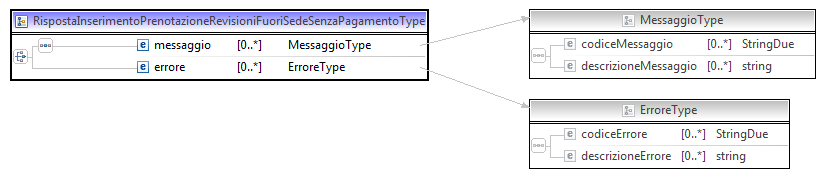 RispostaInserimentoPrenotazioneRevisioniFuoriSedeSenzaPagamentoType
e messaggio [0..*] MessaggioType
e errore [0..*] ErroreType
MessaggioType
e codiceMessaggio [0..*] StringDue
e descrizioneMessaggio [0..*] string
ErroreType
e codiceErrore [0..*] StringDue
e descrizioneErrore [0..*] string